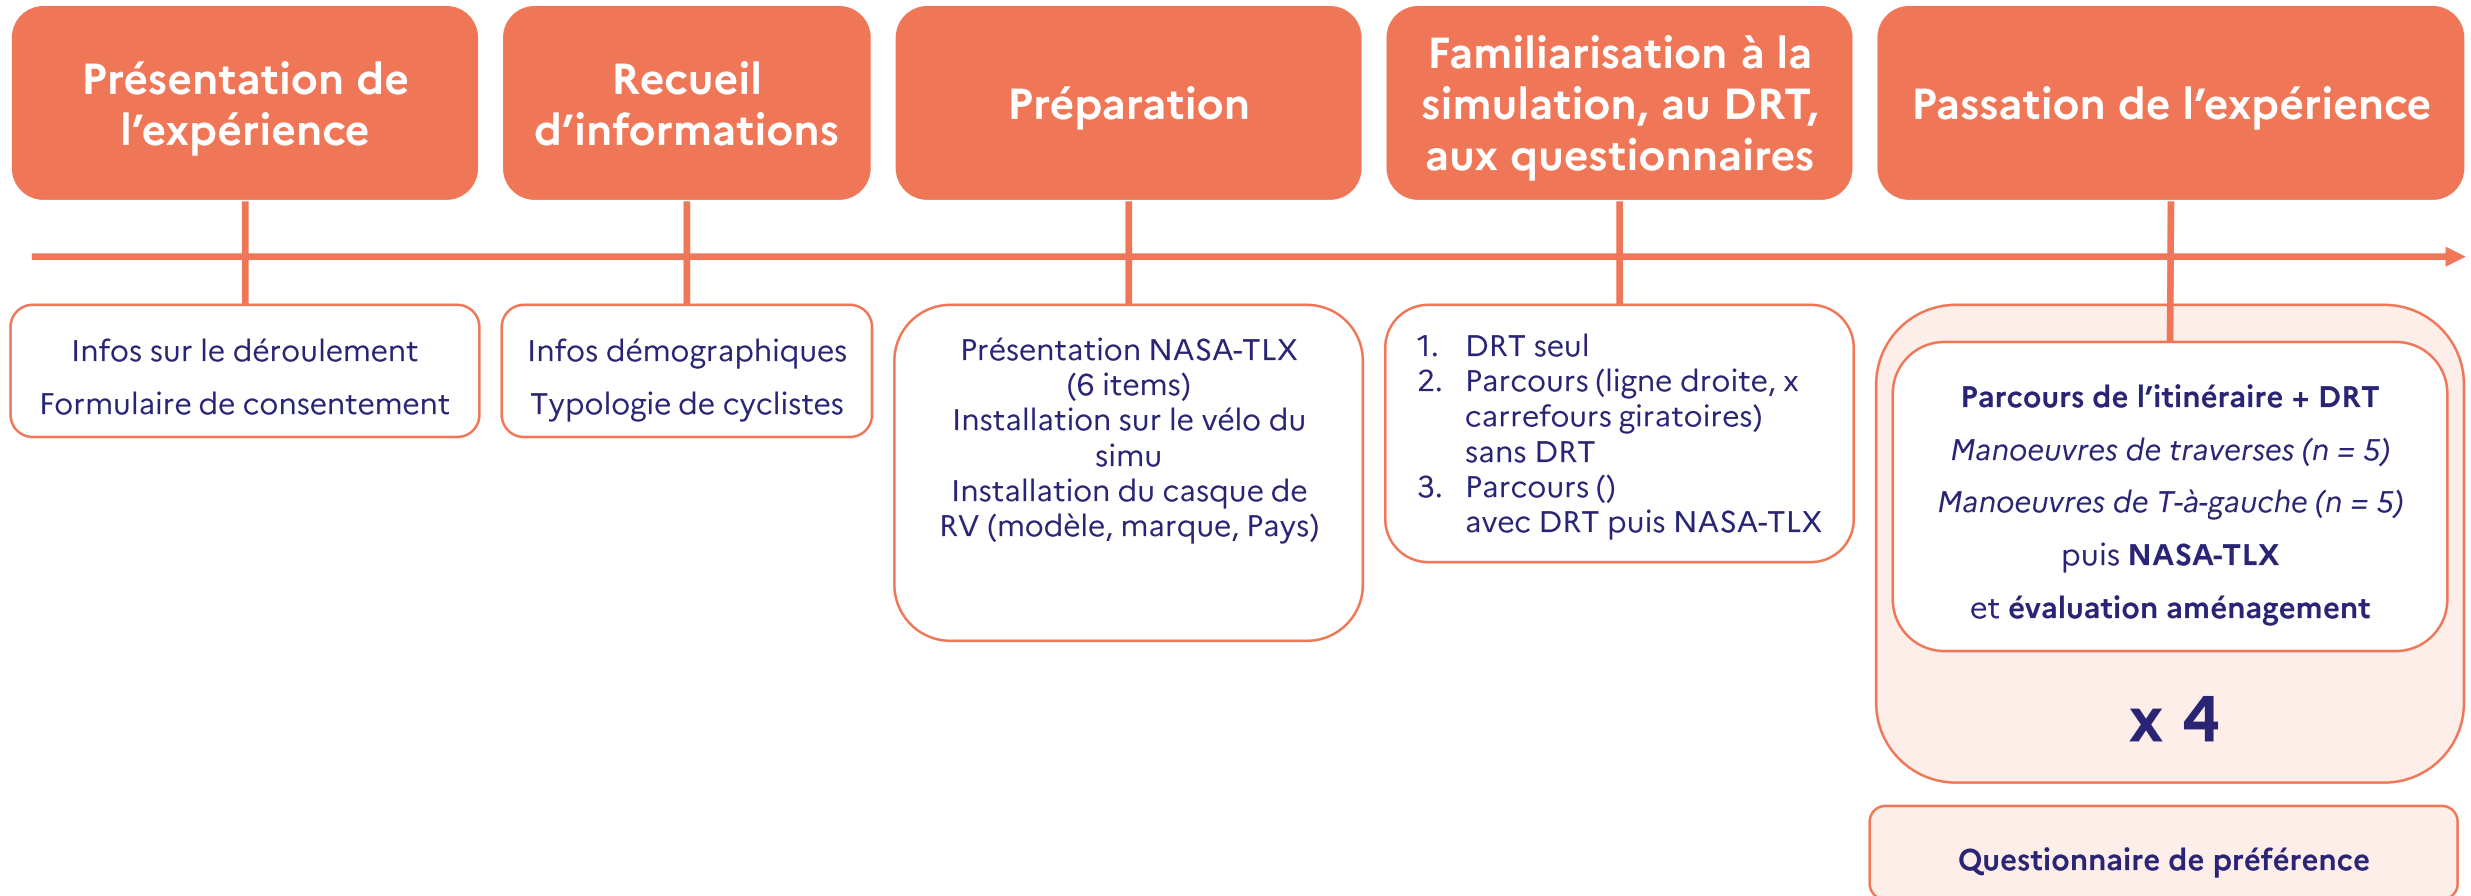 Présentation de
l’expérience
Recueil
d’informations
Préparation
Familiarisation à la
simulation, au DRT,
aux questionnaires
Passation de l’expérience
Infos sur le déroulement
Formulaire de consentement
Infos démographiques
Typologie de cyclistes
Présentation NASA-TLX
(6 items)
Installation sur le vélo du
simu
Installation du casque de
RV (modèle, marque, Pays)
1. DRT seul
2. Parcours (ligne droite, x
carrefours giratoires)
sans DRT
3. Parcours ()
avec DRT puis NASA-TLX
Parcours de l’itinéraire + DRT
Manoeuvres de traverses (n = 5)
Manoeuvres de T-à-gauche (n = 5)
puis NASA-TLX
et évaluation aménagement
x 4
Questionnaire de préférence